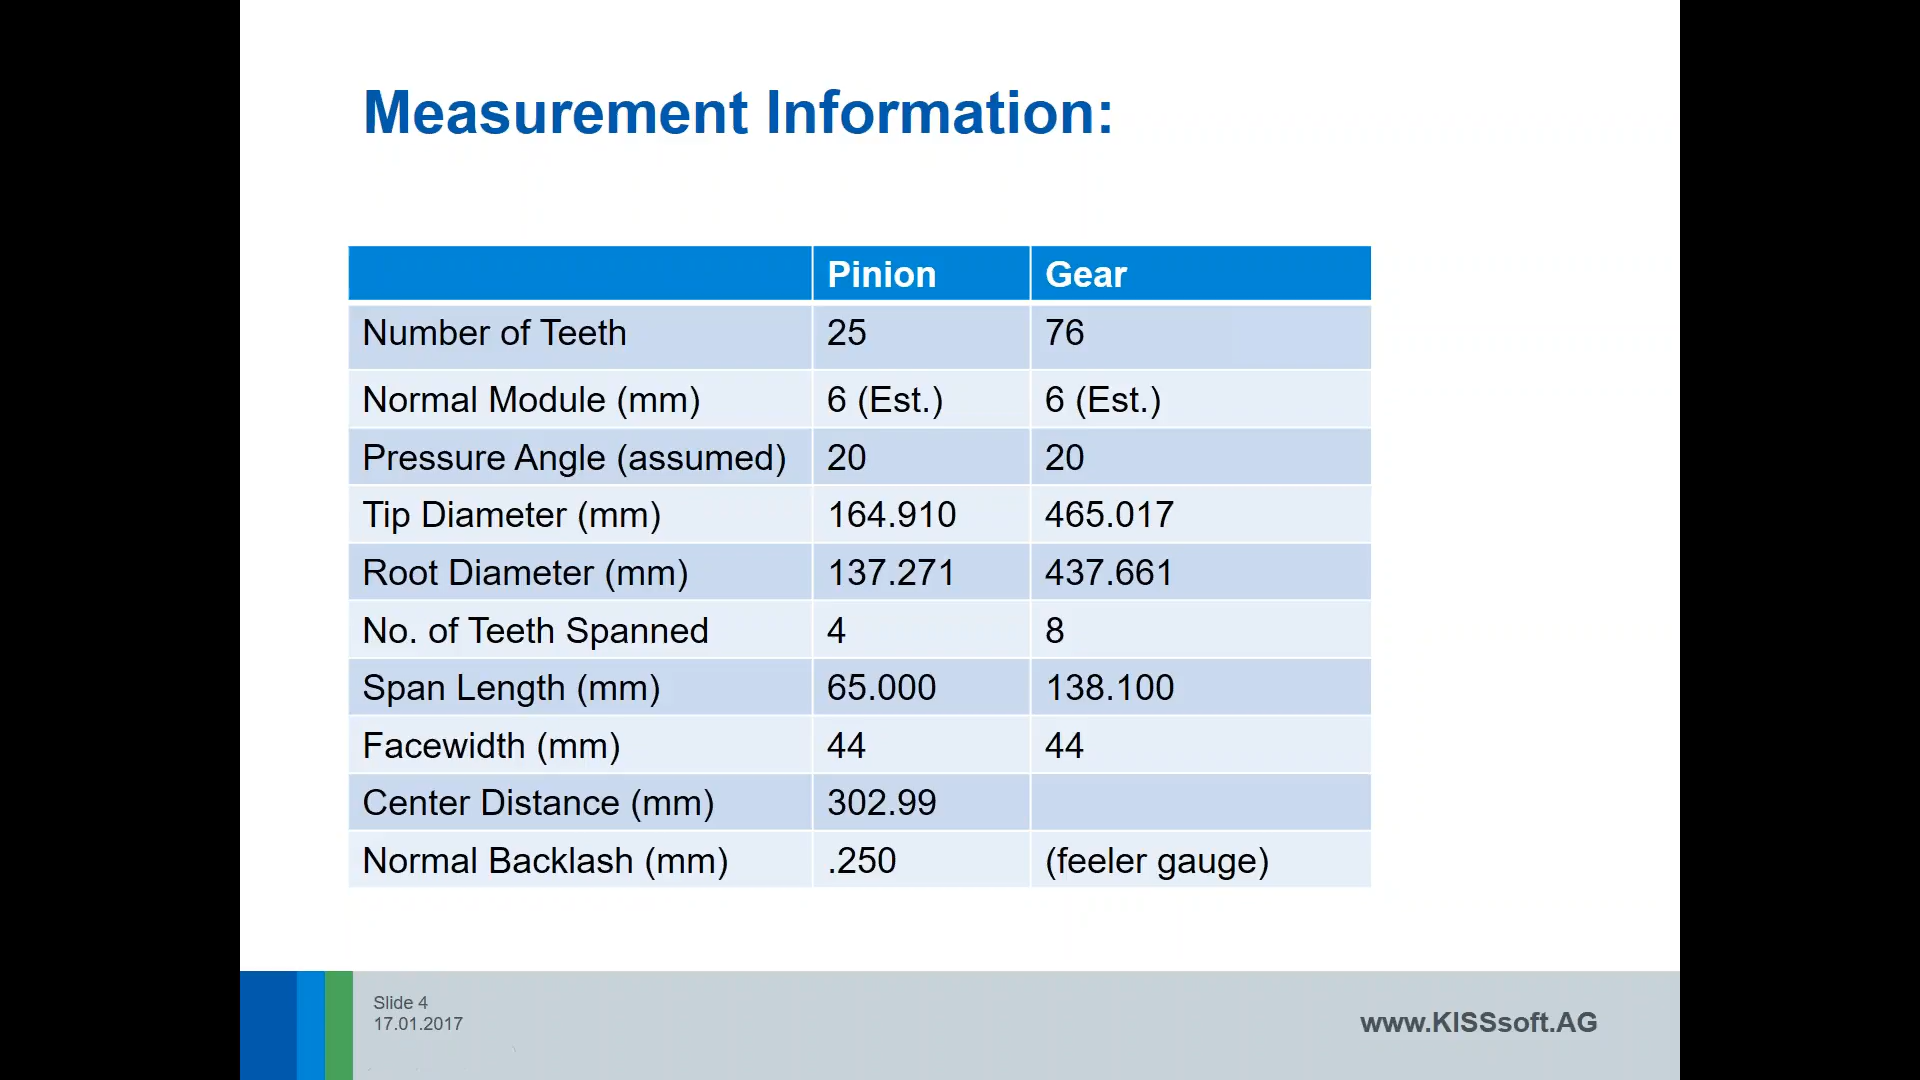 Measurement Information:
Pinion Gear
Number of Teeth 25 76
Normal Module (mm) 6 (Est.) 6 (Est.)
Pressure Angle (assumed) 20 20
Tip Diameter (mm) 164.910 465.017
Root Diameter (mm) 137.271 437.661
No. of Teeth Spanned 4 8
Span Length (mm) 65.000 138.100
Facewidth (mm) 44 44
Center Distance (mm) 302.99
Normal Backlash (mm) .250 (feeler gauge)
Slide 4
17.01.2017
www.KISSsoft.AG